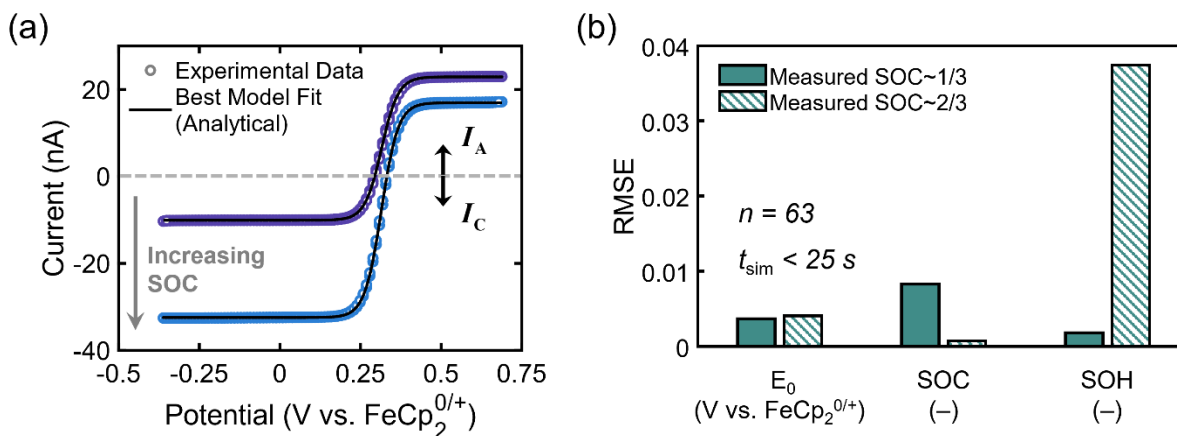 (a)
Experimental Data
Best Model Fit
(Analytical)
20
0
-20
-40
Current (nA)
I_A
I_C
Increasing
SOC
-0.5
-0.25
0
0.25
0.50
0.75
Potential (V vs. FeCp₂^0/+)
(b)
0.04
0.03
0.02
0.01
0
RMSE
Measured SOC~1/3
Measured SOC~2/3
n = 63
t_sim < 25 s
E₀
(V vs. FeCp₂^0/+)
SOC
(–)
SOH
(–)